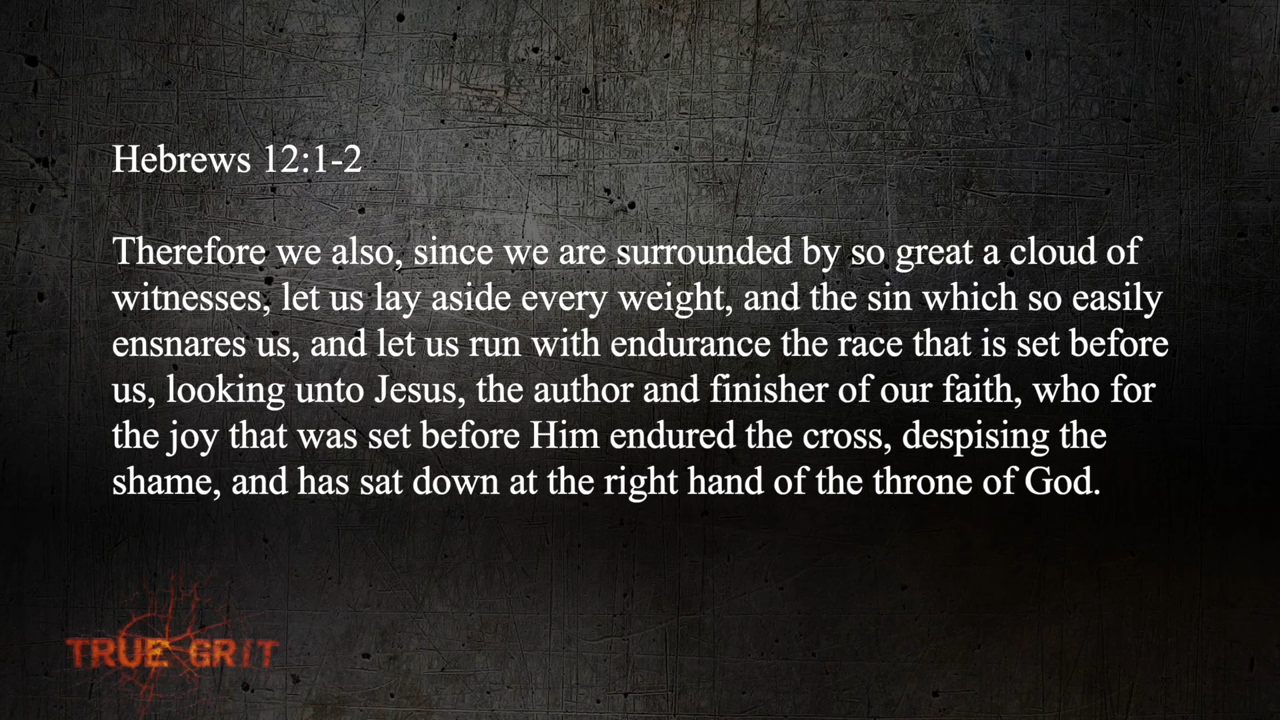 Hebrews 12:1-2
Therefore we also, since we are surrounded by so great a cloud of
witnesses, let us lay aside every weight, and the sin which so easily
ensnares us, and let us run with endurance the race that is set before
us, looking unto Jesus, the author and finisher of our faith, who for
the joy that was set before Him endured the cross, despising the
shame, and has sat down at the right hand of the throne of God.
TRUE GRIT